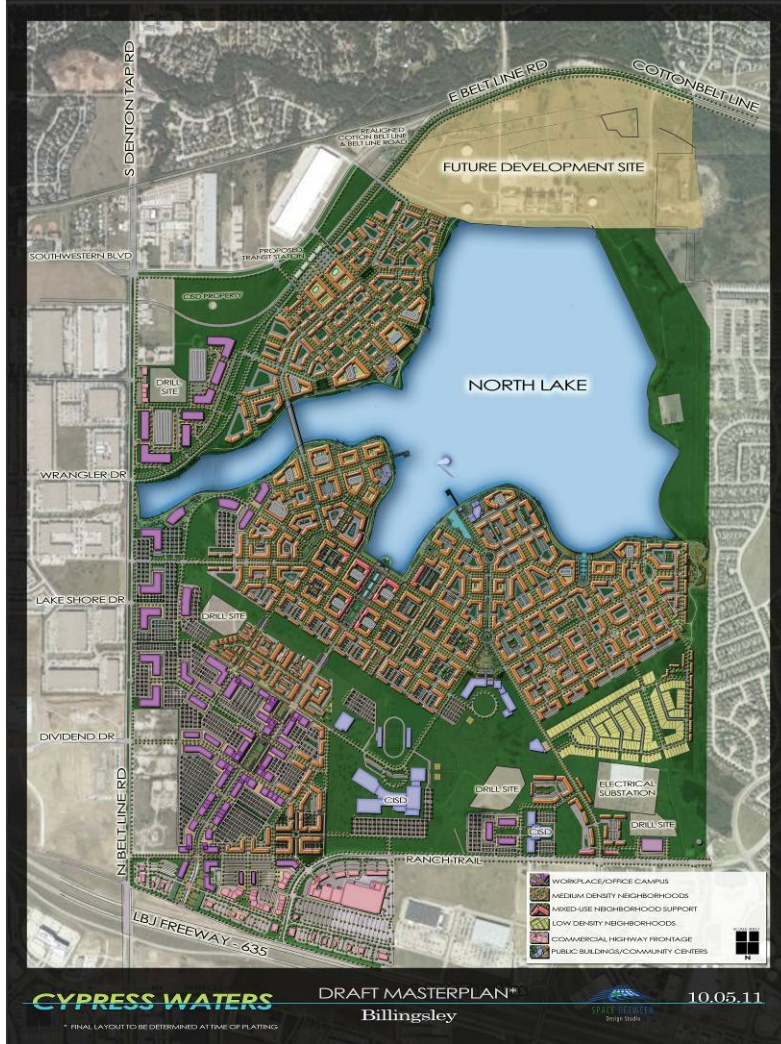 S DENTON TAP RD
E BELT LINE RD
COTTONBELT LINE
REALIGNED
COTTON BELT LINE
& BELT LINE ROAD
FUTURE DEVELOPMENT SITE
SOUTHWESTERN BLVD
PROPOSED
TRANSIT STATION
PROPERTY
DRILL
SITE
NORTH LAKE
WRANGLER DR
LAKE SHORE DR
DRILL SITE
DIVIDEND DR
N BELT LINE RD
CISD
DRILL SITE
ELECTRICAL
SUBSTATION
CISD
DRILL SITE
RANCH TRAIL
LBJ FREEWAY - 635
WORKPLACE/OFFICE CAMPUS
MEDIUM DENSITY NEIGHBORHOODS
MIXED-USE NEIGHBORHOOD SUPPORT
LOW DENSITY NEIGHBORHOODS
COMMERCIAL HIGHWAY FRONTAGE
PUBLIC BUILDINGS/COMMUNITY CENTERS
N
CYPRESS WATERS
* FINAL LAYOUT TO BE DETERMINED AT TIME OF PLATTING
DRAFT MASTERPLAN*
Billingsley
SPACE BETWEEN
Design Studio
10.05.11